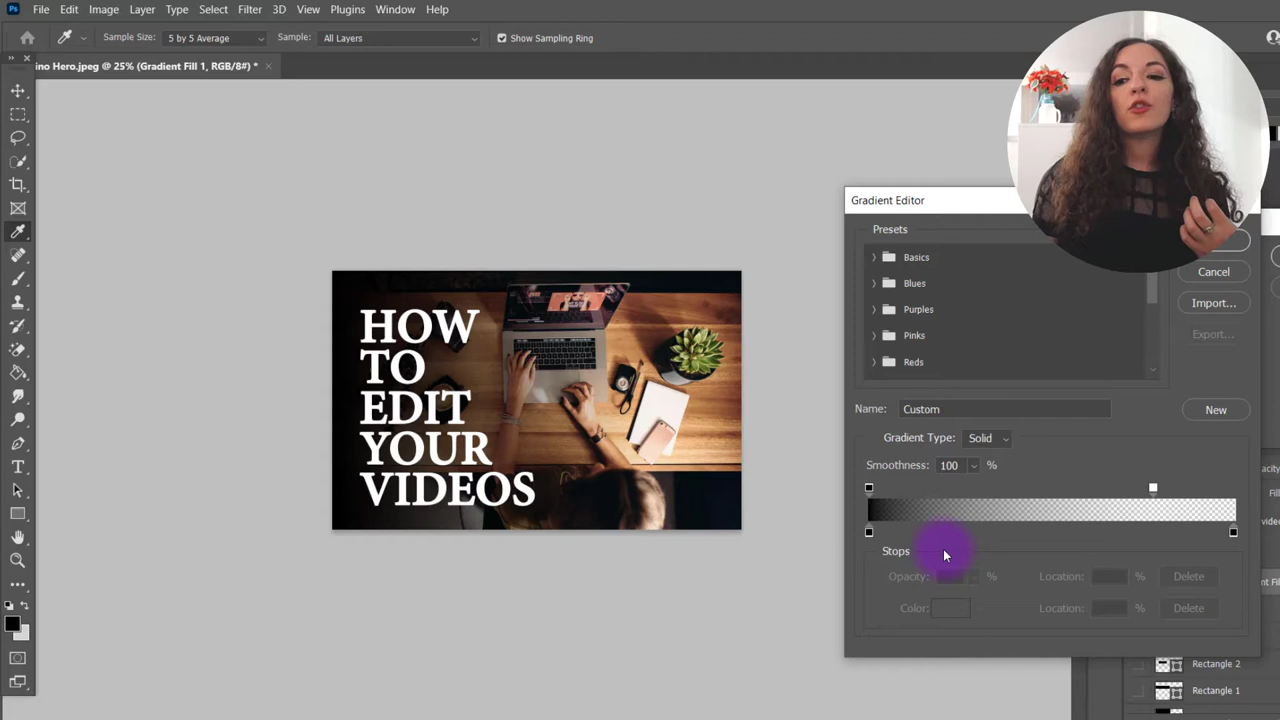 Ps File Edit Image Layer Type Select Filter 3D View Plugins Window Help
Sample Size: 5 by 5 Average Sample: All Layers Show Sampling Ring
ino Hero.jpeg @ 25% (Gradient Fill 1, RGB/8#) *
Gradient Editor
Presets
Basics
Blues
Purples
Pinks
Reds
Cancel
Import...
Export...
Name: Custom
New
Gradient Type: Solid
Smoothness: 100 %
Stops
Opacity: % Location: % Delete
Color: Location: % Delete
HOW
TO
EDIT
YOUR
VIDEOS
Rectangle 2
Rectangle 1